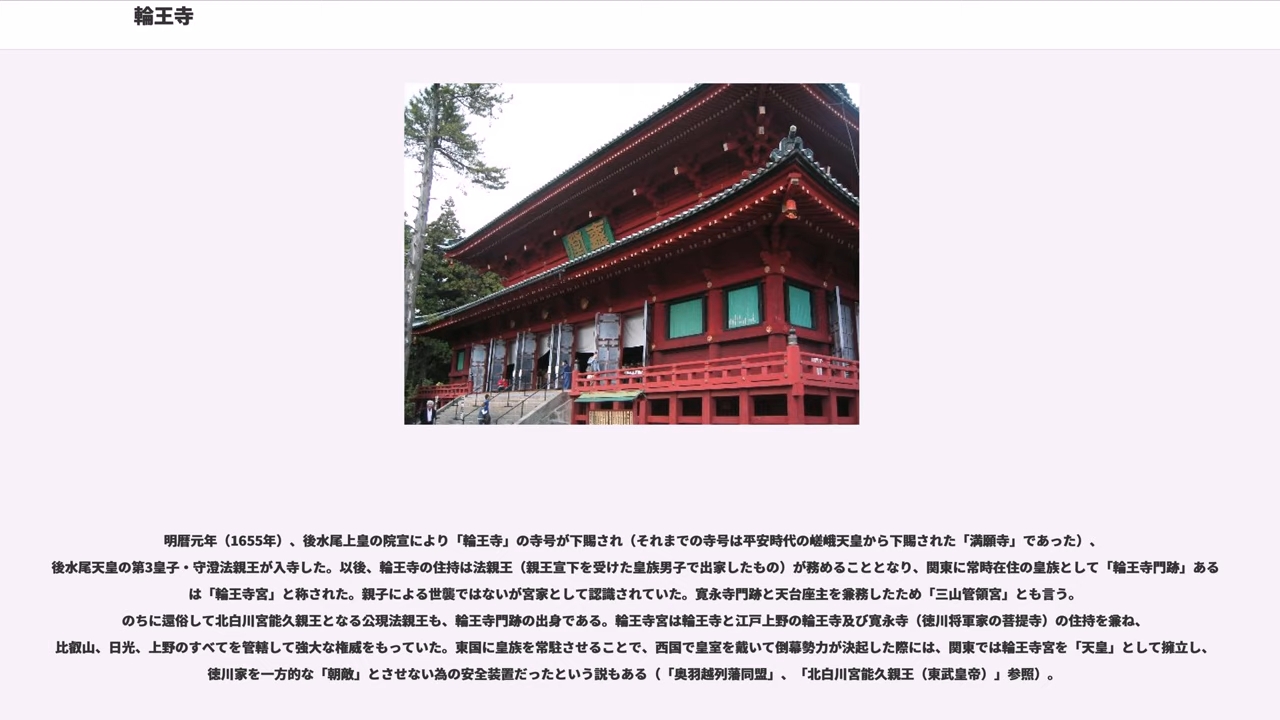 輪王寺
明暦元年（1655年）、後水尾上皇の院宣により「輪王寺」の寺号が下賜され（それまでの寺号は平安時代の嵯峨天皇から下賜された「満願寺」であった）、
後水尾天皇の第3皇子・守澄法親王が入寺した。以後、輪王寺の住持は法親王（親王宣下を受けた皇族男子で出家したもの）が務めることとなり、関東に常時在住の皇族として「輪王寺門跡」ある
は「輪王寺宮」と称された。親子による世襲ではないが宮家として認識されていた。寛永寺門跡と天台座主を兼務したため「三山管領宮」とも言う。
のちに還俗して北白川宮能久親王となる公現法親王も、輪王寺門跡の出身である。輪王寺宮は輪王寺と江戸上野の輪王寺及び寛永寺（徳川将軍家の菩提寺）の住持を兼ね、
比叡山、日光、上野のすべてを管轄して強大な権威をもっていた。東国に皇族を常駐させることで、西国で皇室を戴いて倒幕勢力が決起した際には、関東では輪王寺宮を「天皇」として擁立し、
徳川家を一方的な「朝敵」とさせない為の安全装置だったという説もある（「奥羽越列藩同盟」、「北白川宮能久親王（東武皇帝）」参照）。